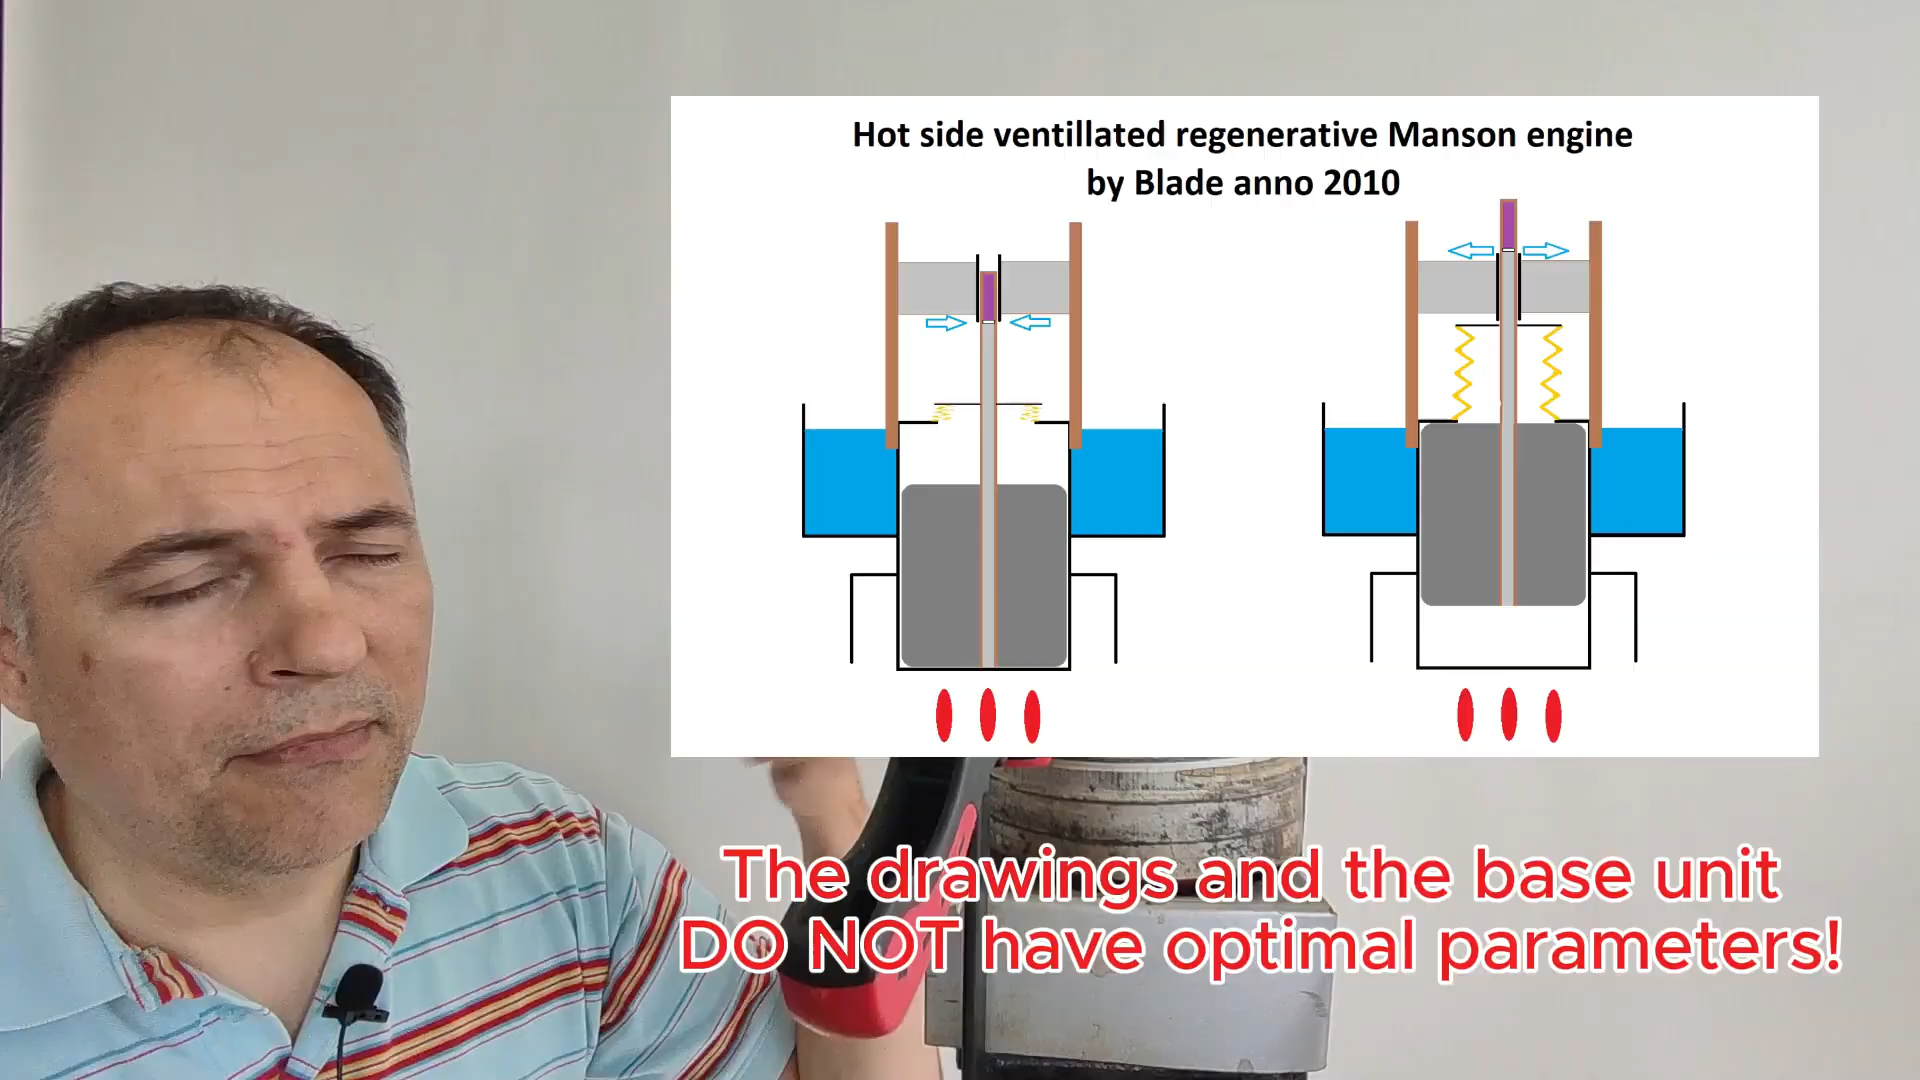 Hot side ventillated regenerative Manson engine
by Blade anno 2010
The drawings and the base unit
DO NOT have optimal parameters!